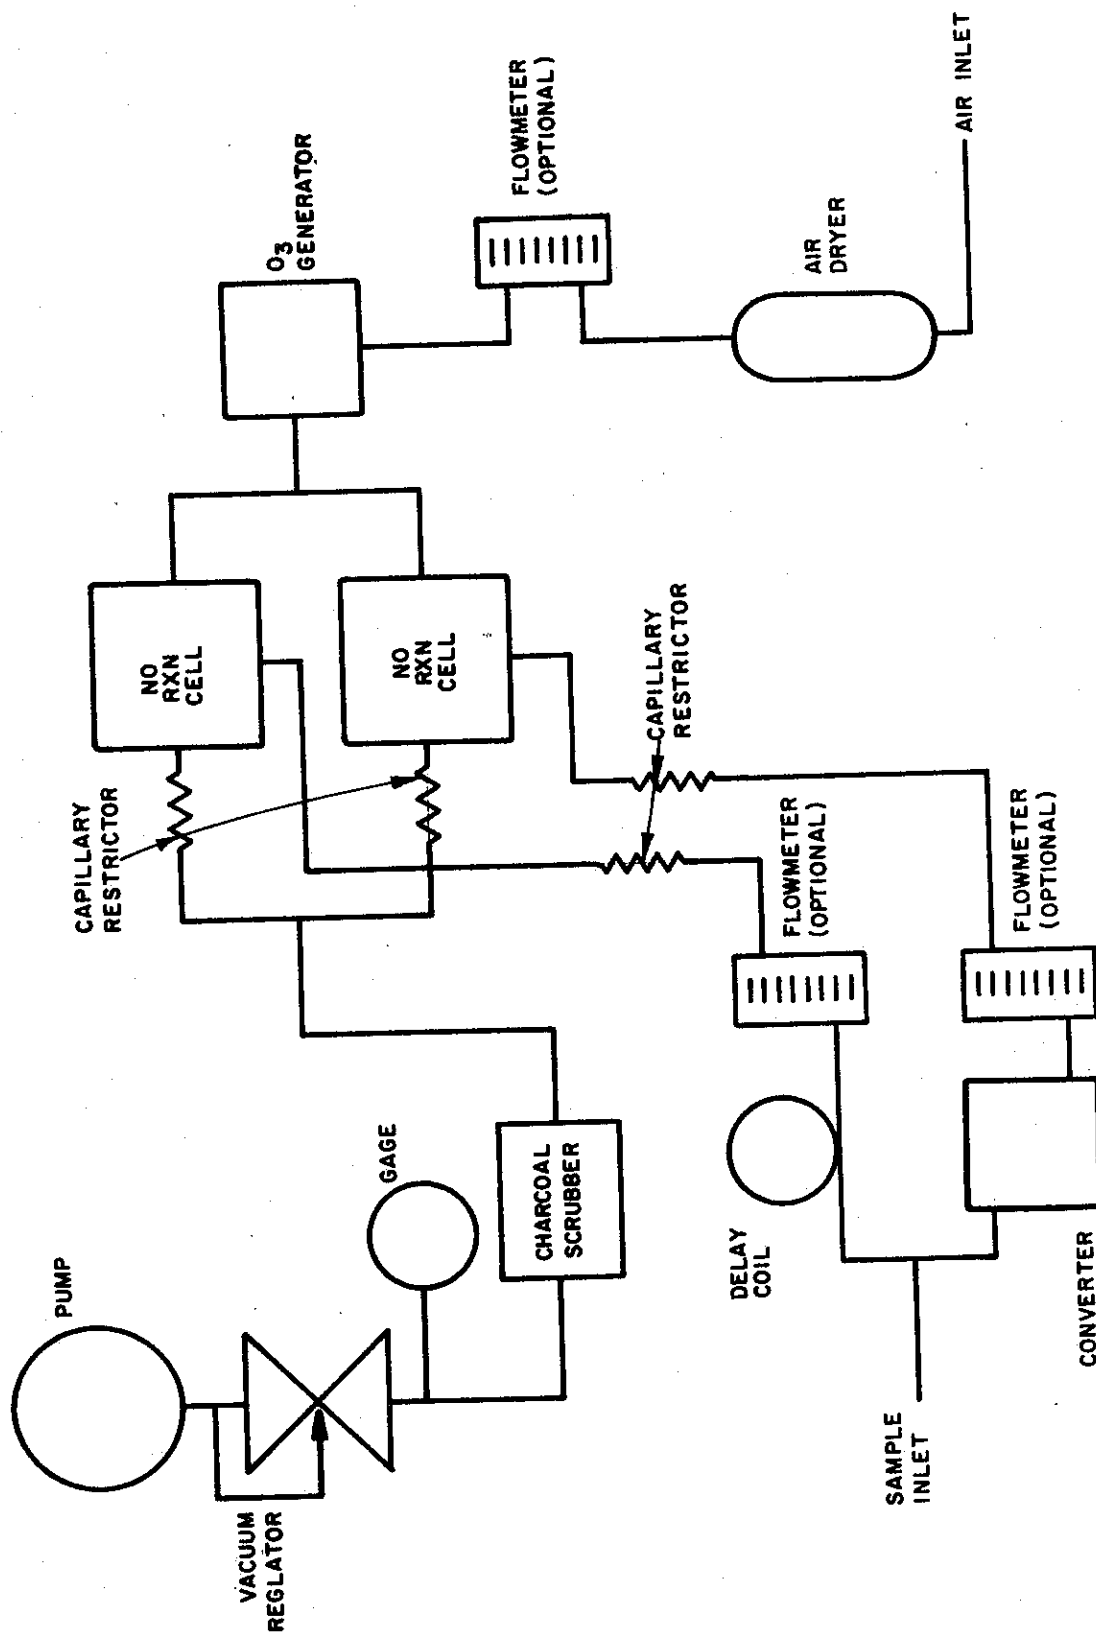 PUMP
VACUUM
REGLATOR
GAGE
CHARCOAL
SCRUBBER
CAPILLARY
RESTRICTOR
NO
RXN
CELL
NO
RXN
CELL
O3
GENERATOR
FLOWMETER
(OPTIONAL)
AIR
DRYER
AIR INLET
CAPILLARY
RESTRICTOR
FLOWMETER
(OPTIONAL)
FLOWMETER
(OPTIONAL)
DELAY
COIL
SAMPLE
INLET
CONVERTER